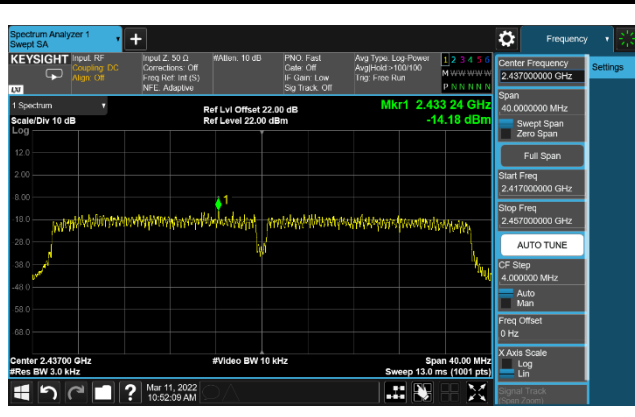 Spectrum Analyzer 1
Swept SA
+
Frequency
KEYSIGHT
Input: RF
Coupling: DC
Align: Off
Input Z: 50 Ω
Corrections: Off
Freq Ref: Int (S)
NFE: Adaptive
#Atten: 10 dB
PNO: Fast
Gate: Off
IF Gain: Low
Sig Track: Off
Avg Type: Log-Power
Avg|Hold:>100/100
Trig: Free Run
1 2 3 4 5 6
M W W W W W
P N N N N N
LXI
1 Spectrum
Scale/Div 10 dB
Log
Ref Lvl Offset 22.00 dB
Ref Level 22.00 dBm
Mkr1 2.433 24 GHz
-14.18 dBm
12.0
2.00
-8.00
-18.0
-28.0
-38.0
-48.0
-58.0
-68.0
1
Center 2.43700 GHz
#Res BW 3.0 kHz
#Video BW 10 kHz
Span 40.00 MHz
Sweep 13.0 ms (1001 pts)
Mar 11, 2022
10:52:09 AM
?
Center Frequency
2.437000000 GHz
Span
40.0000000 MHz
Swept Span
Zero Span
Full Span
Start Freq
2.417000000 GHz
Stop Freq
2.457000000 GHz
AUTO TUNE
CF Step
4.000000 MHz
Auto
Man
Freq Offset
0 Hz
X Axis Scale
Log
Lin
Signal Track
(Span Zoom)
Settings